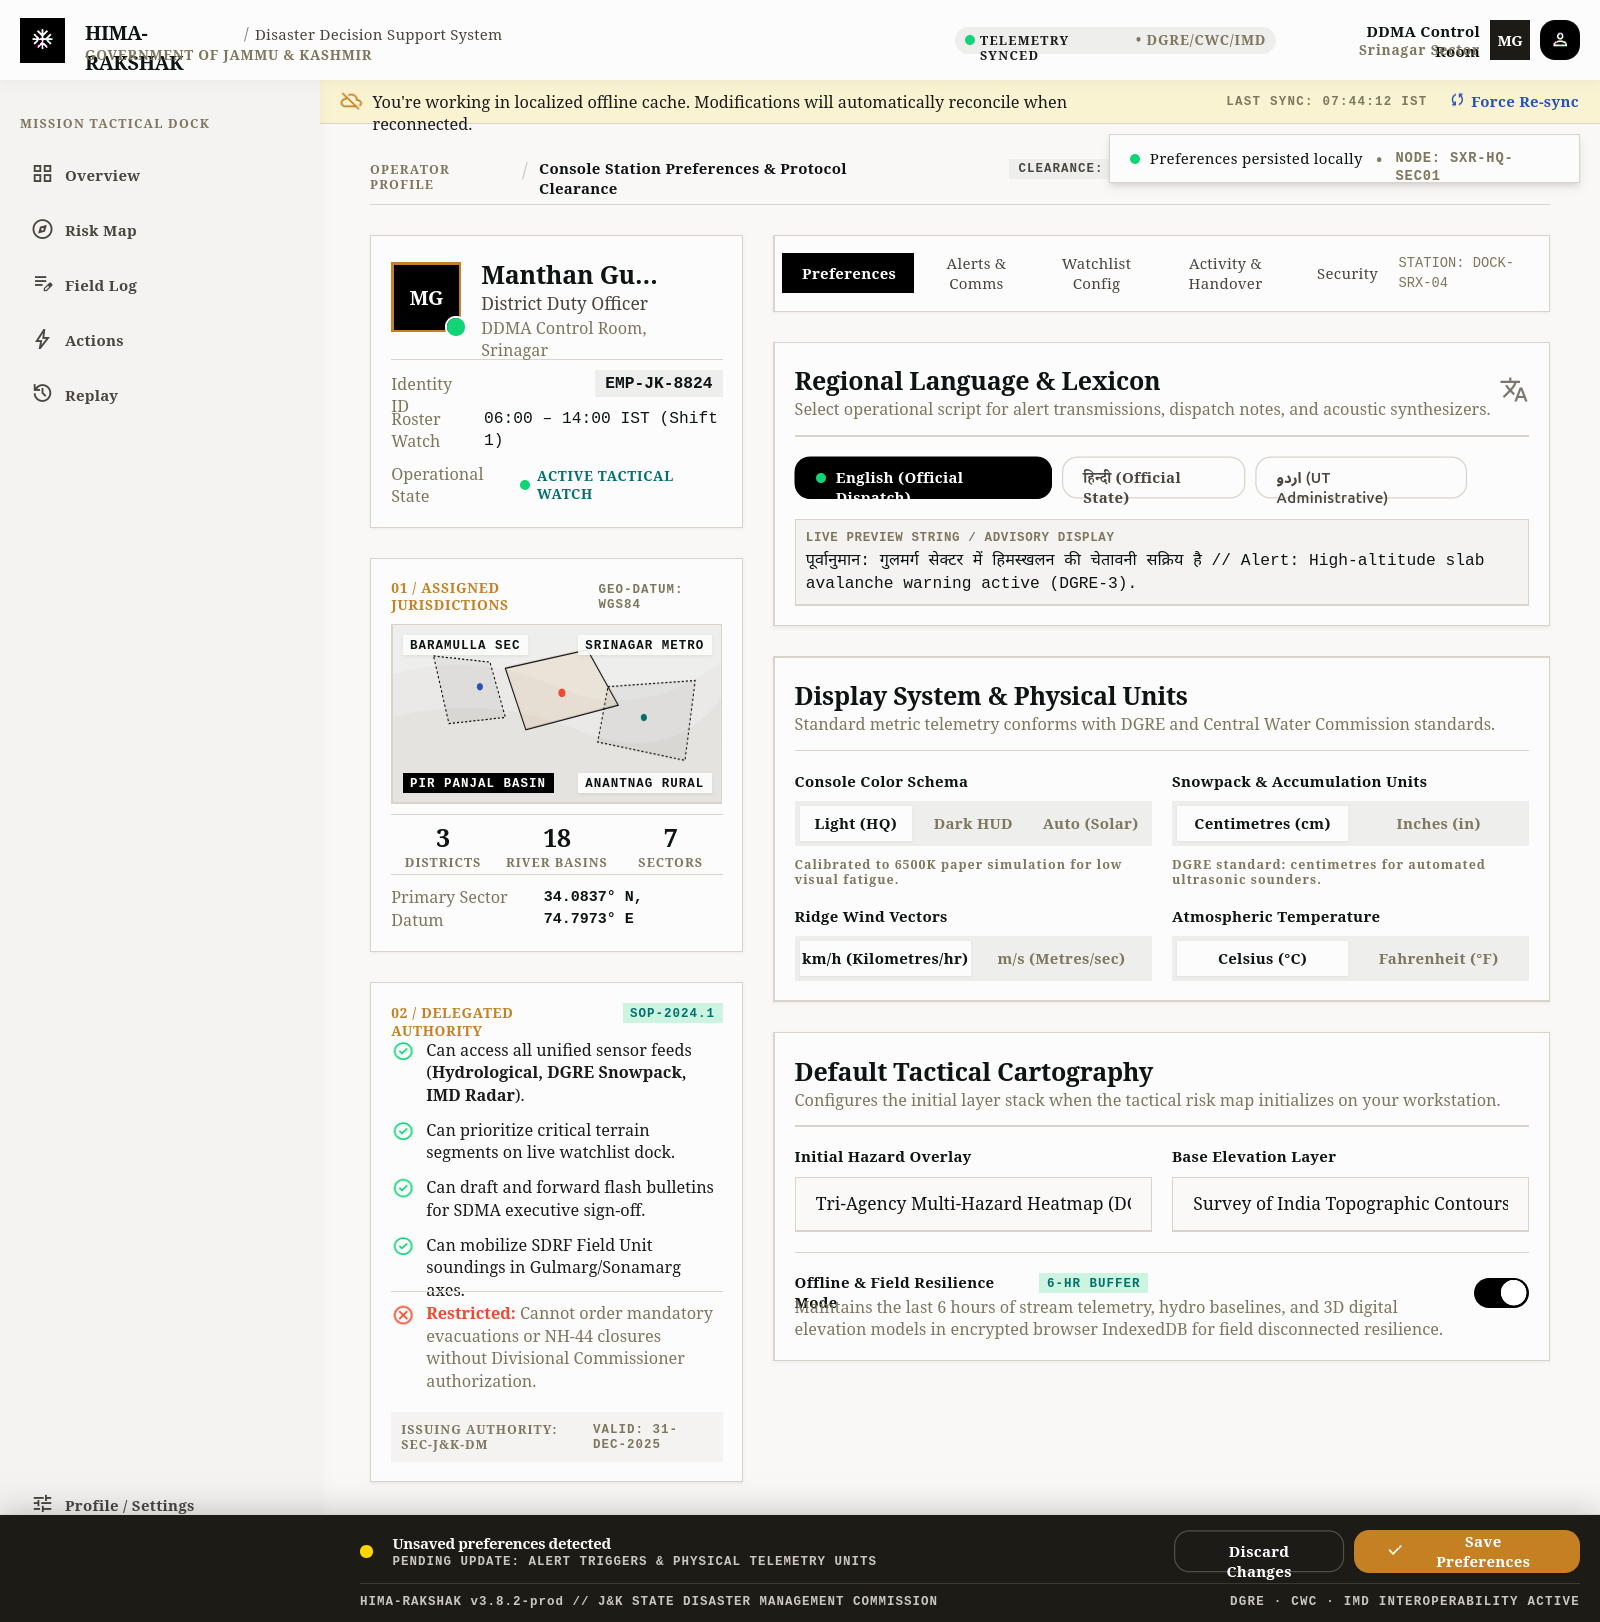 HIMA-RAKSHAK
/ Disaster Decision Support System
GOVERNMENT OF JAMMU & KASHMIR
TELEMETRY SYNCED
• DGRE/CWC/IMD
DDMA Control Room
Srinagar Sector
MG
You're working in localized offline cache. Modifications will automatically reconcile when reconnected.
LAST SYNC: 07:44:12 IST
Force Re-sync
MISSION TACTICAL DOCK
Overview
Risk Map
Field Log
Actions
Replay
Profile / Settings
OPERATOR PROFILE
/
Console Station Preferences & Protocol Clearance
CLEARANCE:
Preferences persisted locally
•
NODE: SXR-HQ-SEC01
MG
Manthan Gu...
District Duty Officer
DDMA Control Room, Srinagar
Identity ID
EMP-JK-8824
Roster Watch
06:00 – 14:00 IST (Shift 1)
Operational State
ACTIVE TACTICAL WATCH
01 / ASSIGNED JURISDICTIONS
GEO-DATUM: WGS84
BARAMULLA SEC
SRINAGAR METRO
PIR PANJAL BASIN
ANANTNAG RURAL
3
DISTRICTS
18
RIVER BASINS
7
SECTORS
Primary Sector Datum
34.0837° N, 74.7973° E
02 / DELEGATED AUTHORITY
SOP-2024.1
Can access all unified sensor feeds
(Hydrological, DGRE Snowpack,
IMD Radar).
Can prioritize critical terrain
segments on live watchlist dock.
Can draft and forward flash bulletins
for SDMA executive sign-off.
Can mobilize SDRF Field Unit
soundings in Gulmarg/Sonamarg
axes.
Restricted: Cannot order mandatory
evacuations or NH-44 closures
without Divisional Commissioner
authorization.
ISSUING AUTHORITY: SEC-J&K-DM
VALID: 31-DEC-2025
Preferences
Alerts & Comms
Watchlist Config
Activity & Handover
Security
STATION: DOCK-SRX-04
Regional Language & Lexicon
Select operational script for alert transmissions, dispatch notes, and acoustic synthesizers.
English (Official Dispatch)
हिन्दी (Official State)
اردو (UT Administrative)
LIVE PREVIEW STRING / ADVISORY DISPLAY
पूर्वानुमान: गुलमर्ग सेक्टर में हिमस्खलन की चेतावनी सक्रिय है // Alert: High-altitude slab
avalanche warning active (DGRE-3).
Display System & Physical Units
Standard metric telemetry conforms with DGRE and Central Water Commission standards.
Console Color Schema
Light (HQ)
Dark HUD
Auto (Solar)
Calibrated to 6500K paper simulation for low
visual fatigue.
Snowpack & Accumulation Units
Centimetres (cm)
Inches (in)
DGRE standard: centimetres for automated
ultrasonic sounders.
Ridge Wind Vectors
km/h (Kilometres/hr)
m/s (Metres/sec)
Atmospheric Temperature
Celsius (°C)
Fahrenheit (°F)
Default Tactical Cartography
Configures the initial layer stack when the tactical risk map initializes on your workstation.
Initial Hazard Overlay
Tri-Agency Multi-Hazard Heatmap (DG
Base Elevation Layer
Survey of India Topographic Contours
Offline & Field Resilience Mode
6-HR BUFFER
Maintains the last 6 hours of stream telemetry, hydro baselines, and 3D digital
elevation models in encrypted browser IndexedDB for field disconnected resilience.
Unsaved preferences detected
PENDING UPDATE: ALERT TRIGGERS & PHYSICAL TELEMETRY UNITS
Discard Changes
Save Preferences
HIMA-RAKSHAK v3.8.2-prod // J&K STATE DISASTER MANAGEMENT COMMISSION
DGRE · CWC · IMD INTEROPERABILITY ACTIVE